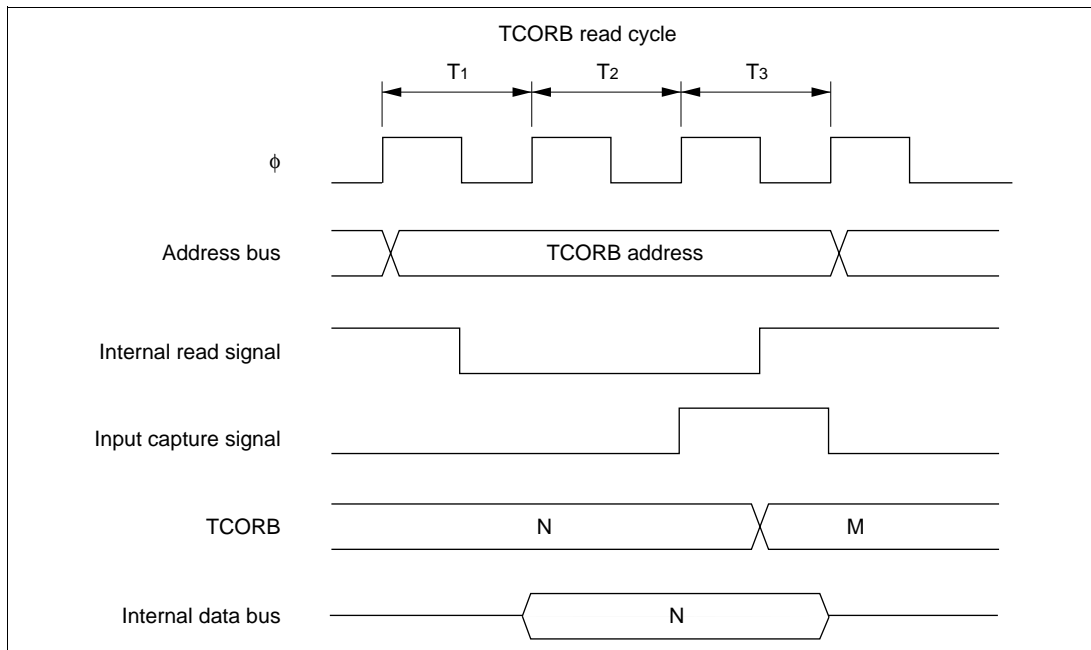 TCORB read cycle
T1 T2 T3
ϕ
Address bus TCORB address
Internal read signal
Input capture signal
TCORB N M
Internal data bus N